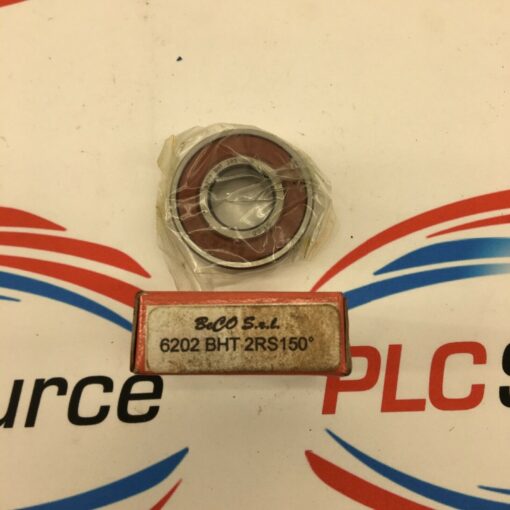 BeCO S.r.l.
6202 BHT 2RS150°
urce
PLC S